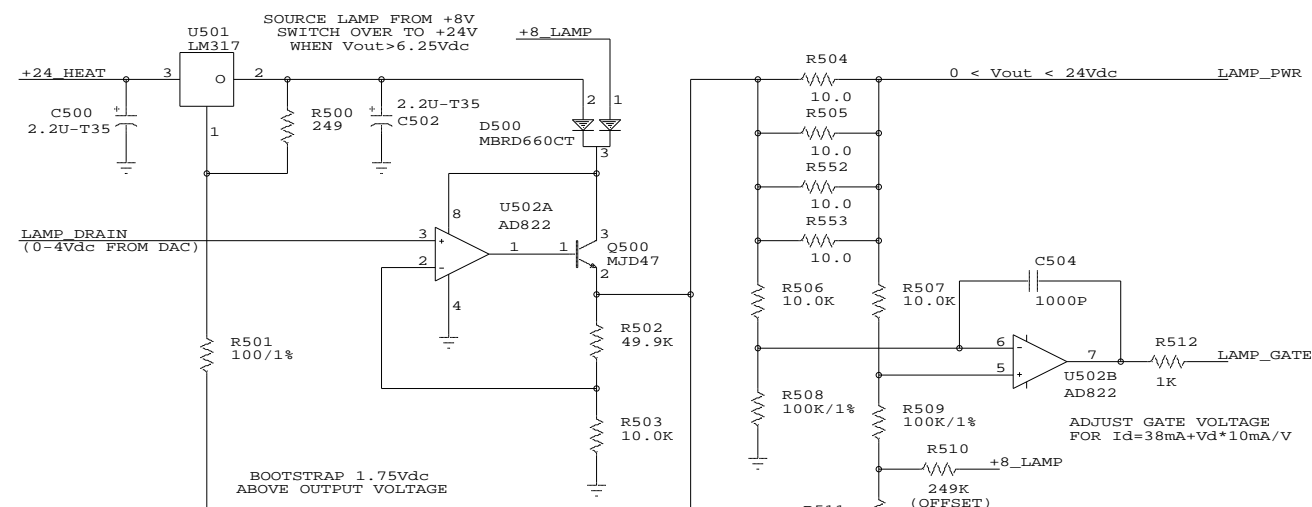 SOURCE LAMP FROM +8V
SWITCH OVER TO +24V
WHEN Vout>6.25Vdc
U501
LM317
+8_LAMP
+24_HEAT
3
O
2
C500
2.2U-T35
1
R500
249
2.2U-T35
C502
2
1
D500
MBRD660CT
3
R504
10.0
0 < Vout < 24Vdc
LAMP_PWR
R505
10.0
R552
10.0
R553
10.0
LAMP_DRAIN
(0-4Vdc FROM DAC)
8
U502A
AD822
3
+
2
-
1
4
1
3
Q500
MJD47
2
R506
10.0K
R507
10.0K
C504
1000P
R501
100/1%
R502
49.9K
6
-
5
+
7
U502B
AD822
R512
1K
LAMP_GATE
R508
100K/1%
R509
100K/1%
ADJUST GATE VOLTAGE
FOR Id=38mA+Vd*10mA/V
R503
10.0K
R510
+8_LAMP
249K
(OFFSET)
BOOTSTRAP 1.75Vdc
ABOVE OUTPUT VOLTAGE